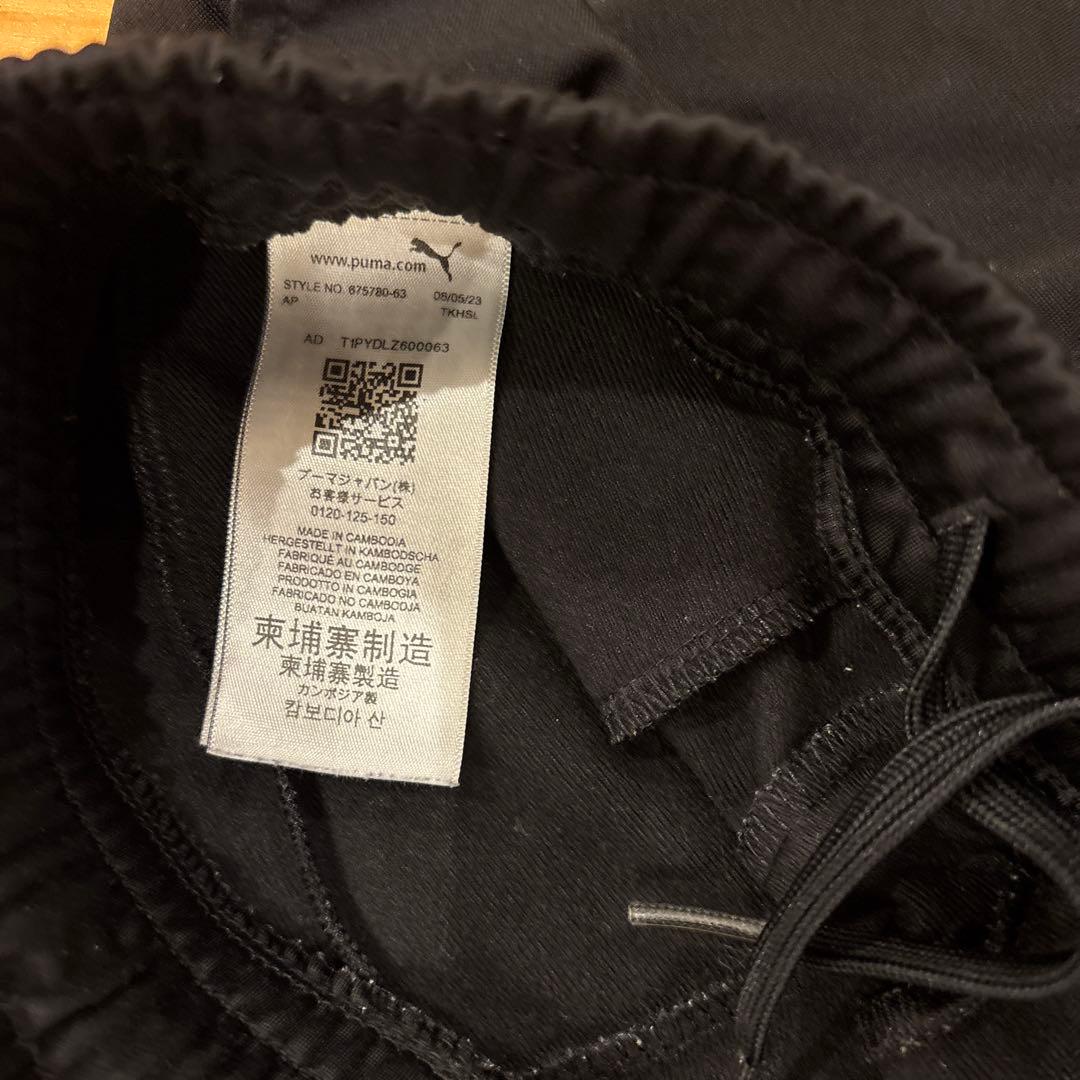 www.puma.com
STYLE NO. 675780-63 08/05/23
AP TKHSL
AD T1PYDLZ600063
プーマジャパン(株)
お客様サービス
0120-125-150
MADE IN CAMBODIA
HERGESTELLT IN KAMBODSCHA
FABRIQUÉ AU CAMBODGE
FABRICADO EN CAMBOYA
PRODOTTO IN CAMBOGIA
FABRICADO NO CAMBODJA
BUATAN KAMBOJA
柬埔寨制造
柬埔寨製造
カンボジア製
캄보디아 산